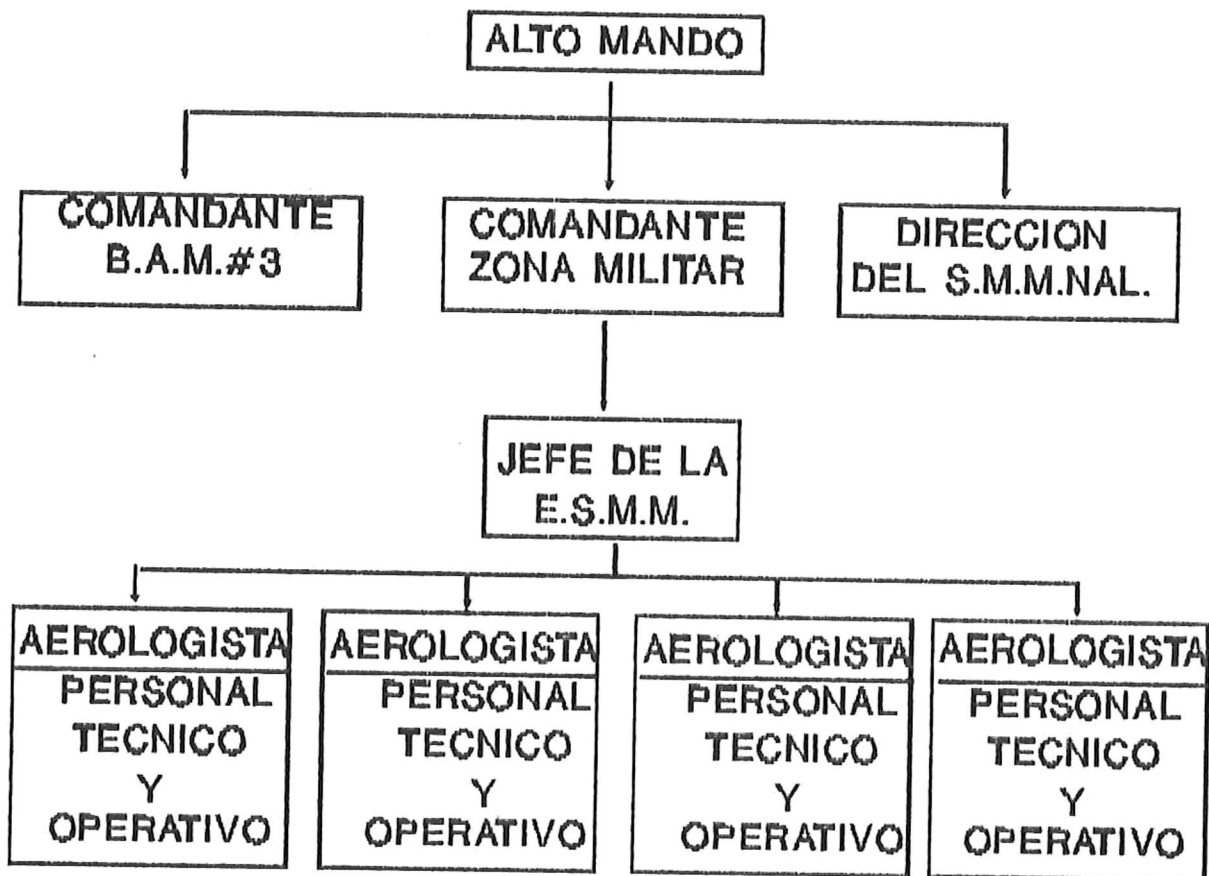 ALTO MANDO
COMANDANTE
B.A.M.#3
COMANDANTE
ZONA MILITAR
DIRECCION
DEL S.M.M.NAL.
JEFE DE LA
E.S.M.M.
AEROLOGISTA
PERSONAL
TECNICO
Y
OPERATIVO
AEROLOGISTA
PERSONAL
TECNICO
Y
OPERATIVO
AEROLOGISTA
PERSONAL
TECNICO
Y
OPERATIVO
AEROLOGISTA
PERSONAL
TECNICO
Y
OPERATIVO